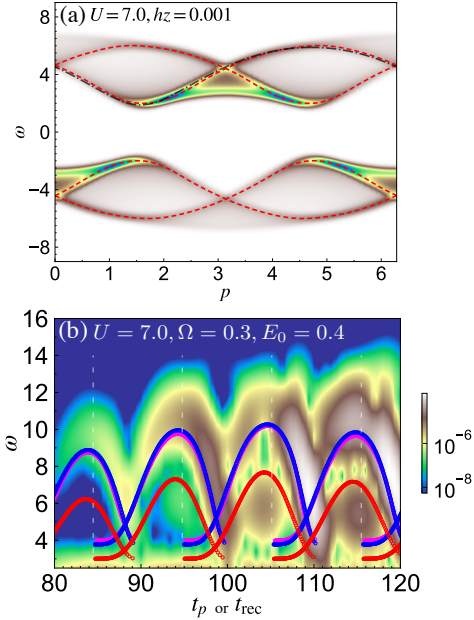 (a) U = 7.0, hz = 0.001
8
4
0
−4
−8
ω
0 1 2 3 4 5 6
p
(b) U = 7.0, Ω = 0.3, E₀ = 0.4
16
14
12
10
8
6
4
ω
80 90 100 110 120
tₚ or t_rec
10⁻⁶
10⁻⁸